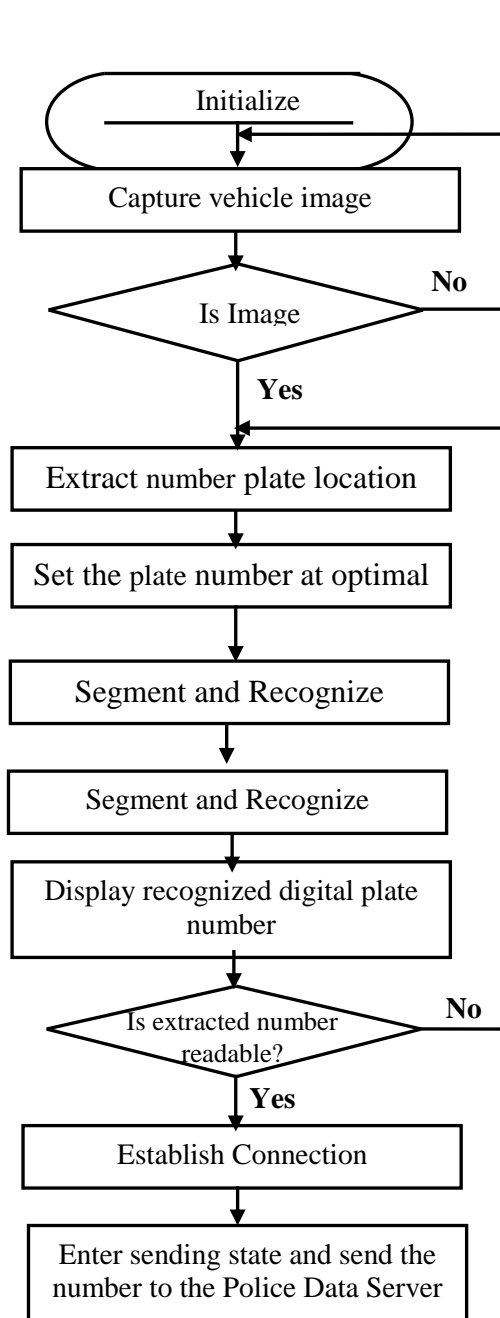 Initialize
Capture vehicle image
No
Is Image
Yes
Extract number plate location
Set the plate number at optimal
Segment and Recognize
Segment and Recognize
Display recognized digital plate
number
Is extracted number
readable?
No
Yes
Establish Connection
Enter sending state and send the
number to the Police Data Server